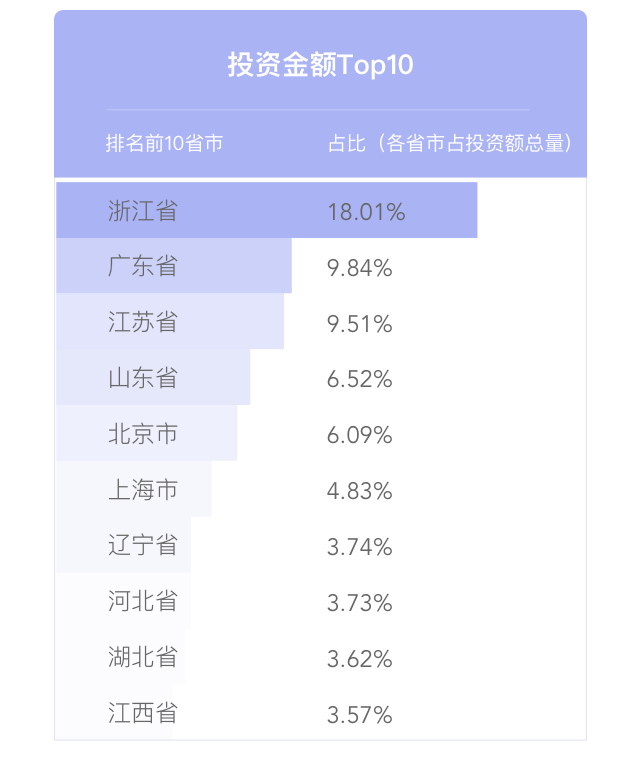 投资金额Top10
排名前10省市 占比（各省市占投资额总量）
浙江省 18.01%
广东省 9.84%
江苏省 9.51%
山东省 6.52%
北京市 6.09%
上海市 4.83%
辽宁省 3.74%
河北省 3.73%
湖北省 3.62%
江西省 3.57%